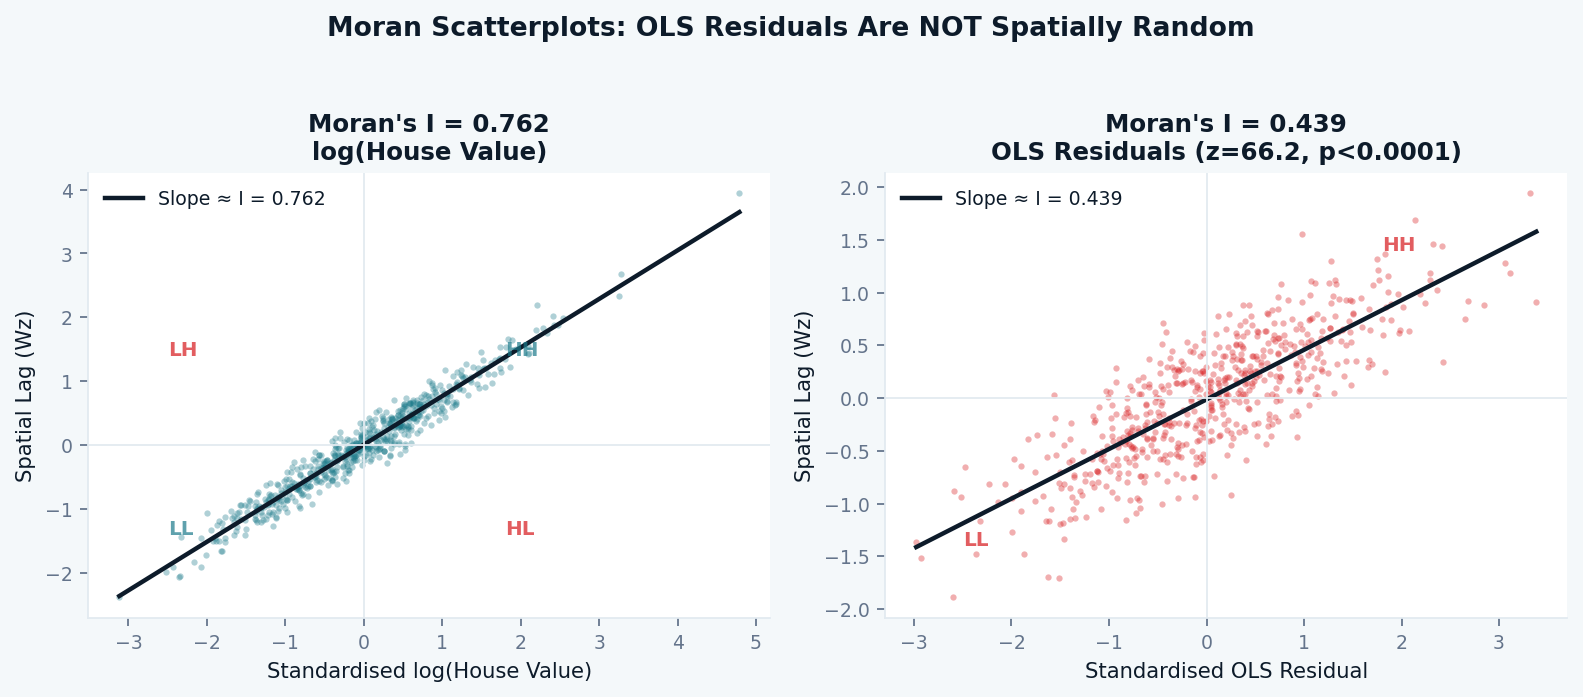 Moran Scatterplots: OLS Residuals Are NOT Spatially Random
Moran's I = 0.762
log(House Value)
Slope ≈ I = 0.762
4
3
2
1
0
−1
−2
Spatial Lag (Wz)
LH
HH
LL
HL
−3
−2
−1
0
1
2
3
4
5
Standardised log(House Value)
Moran's I = 0.439
OLS Residuals (z=66.2, p<0.0001)
Slope ≈ I = 0.439
2.0
1.5
1.0
0.5
0.0
−0.5
−1.0
−1.5
−2.0
Spatial Lag (Wz)
HH
LL
−3
−2
−1
0
1
2
3
Standardised OLS Residual